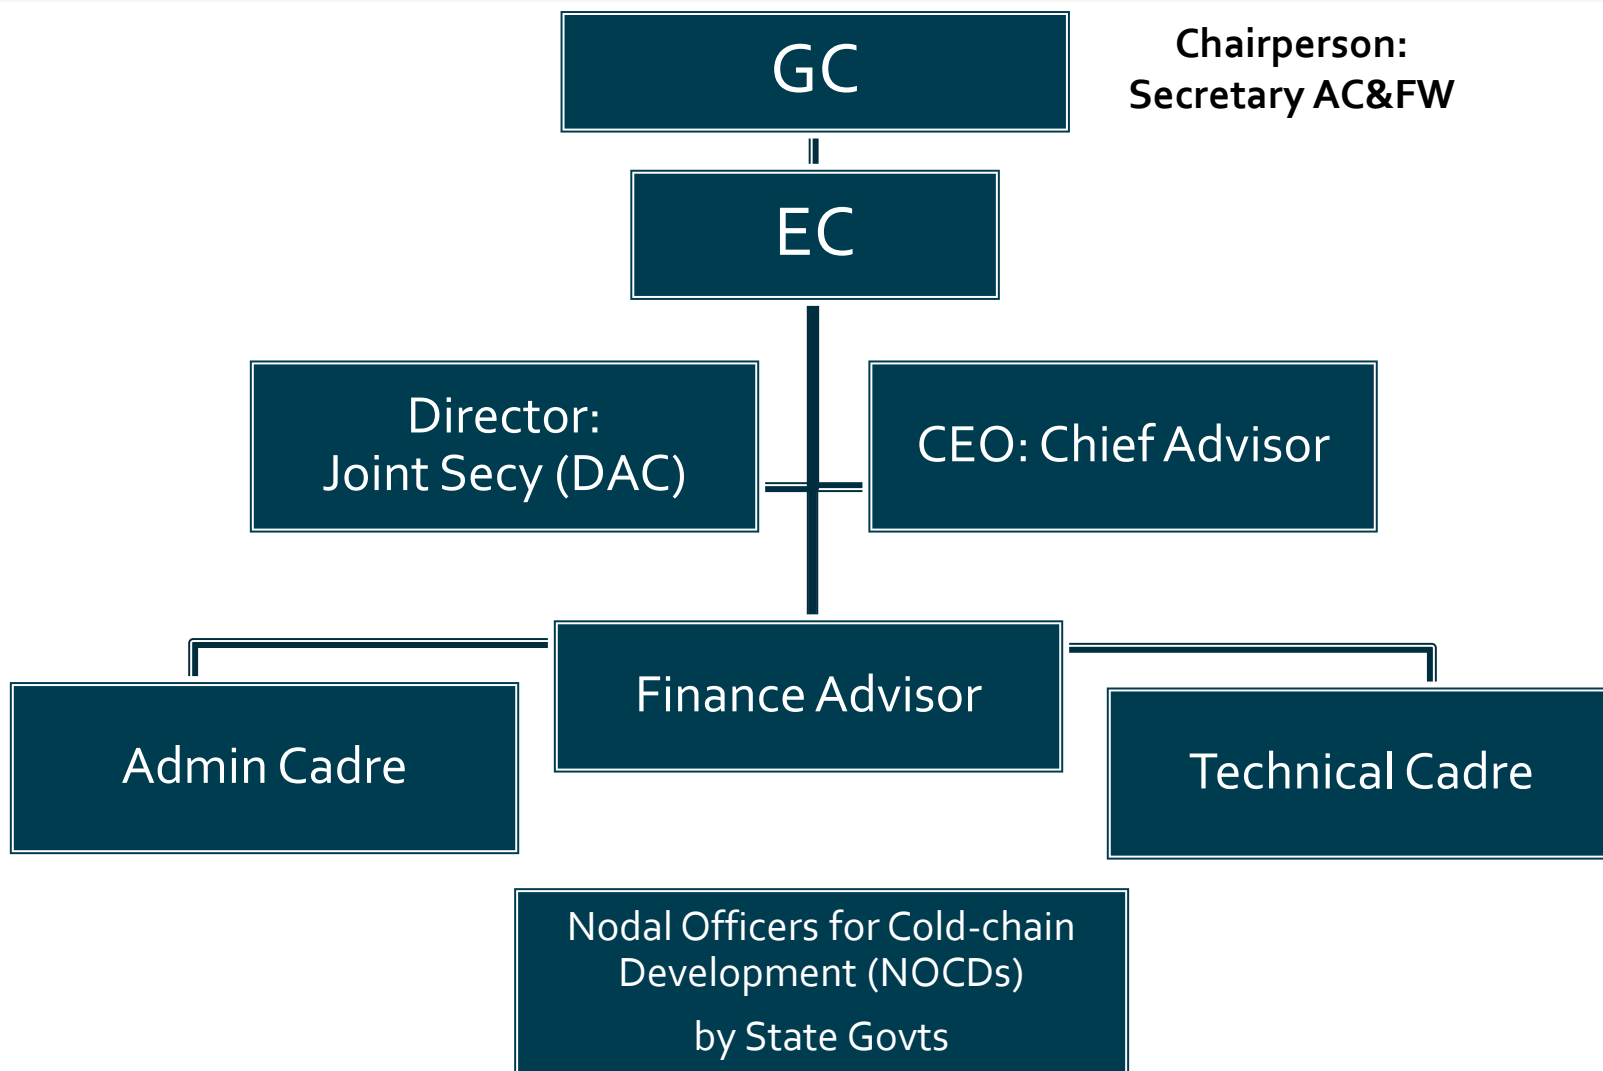 GC
Chairperson:
Secretary AC&FW
EC
Director:
Joint Secy (DAC)
CEO: Chief Advisor
Finance Advisor
Admin Cadre
Technical Cadre
Nodal Officers for Cold-chain
Development (NOCDs)
by State Govts